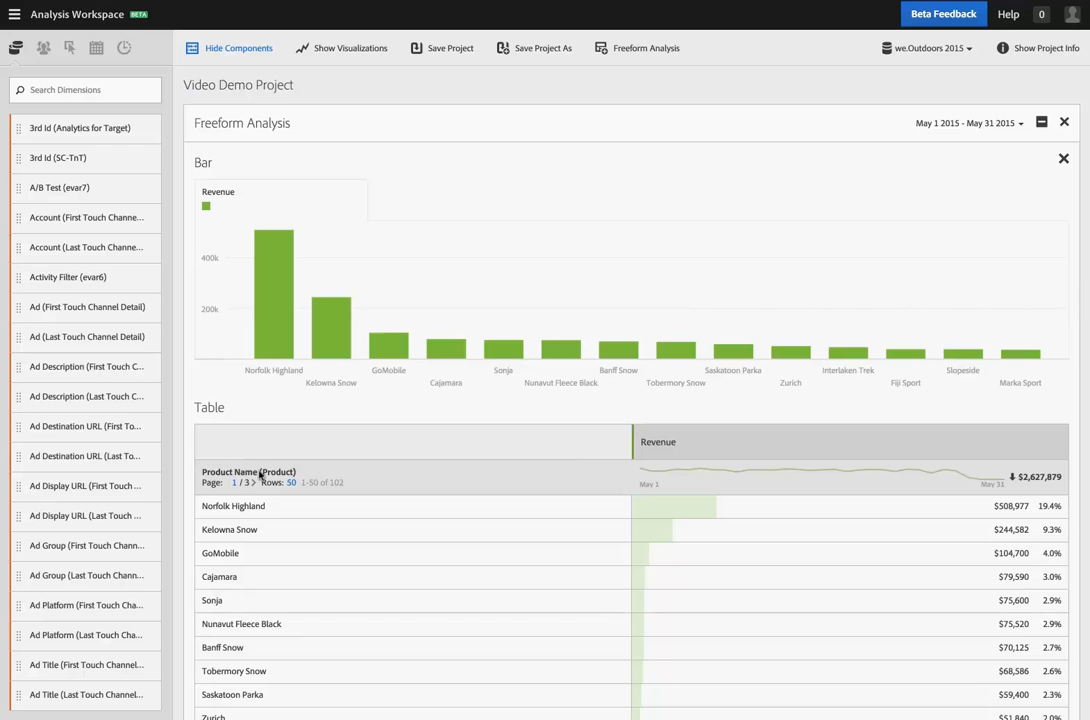 Analysis Workspace BETA
Beta Feedback
Help
0
Hide Components
Show Visualizations
Save Project
Save Project As
Freeform Analysis
we.Outdoors 2015
Show Project Info
Search Dimensions
3rd Id (Analytics for Target)
3rd Id (SC-TnT)
A/B Test (evar7)
Account (First Touch Channe...
Account (Last Touch Channe...
Activity Filter (evar6)
Ad (First Touch Channel Detail)
Ad (Last Touch Channel Detail)
Ad Description (First Touch C...
Ad Description (Last Touch C...
Ad Destination URL (First To...
Ad Destination URL (Last To...
Ad Display URL (First Touch ...
Ad Display URL (Last Touch ...
Ad Group (First Touch Chann...
Ad Group (Last Touch Chann...
Ad Platform (First Touch Cha...
Ad Platform (Last Touch Cha...
Ad Title (First Touch Channel...
Ad Title (Last Touch Channel...
Video Demo Project
Freeform Analysis
May 1 2015 - May 31 2015
Bar
Revenue
400k
200k
Norfolk Highland
Kelowna Snow
GoMobile
Cajamara
Sonja
Nunavut Fleece Black
Banff Snow
Tobermory Snow
Saskatoon Parka
Zurich
Interlaken Trek
Fiji Sport
Slopeside
Marka Sport
Table
Revenue
Product Name (Product)
Page: 1 / 3 > Rows: 50 1-50 of 102
May 1
May 31
$2,627,879
Norfolk Highland $508,977 19.4%
Kelowna Snow $244,582 9.3%
GoMobile $104,700 4.0%
Cajamara $79,590 3.0%
Sonja $75,600 2.9%
Nunavut Fleece Black $75,520 2.9%
Banff Snow $70,125 2.7%
Tobermory Snow $68,586 2.6%
Saskatoon Parka $59,400 2.3%
Zurich $51,840 2.0%